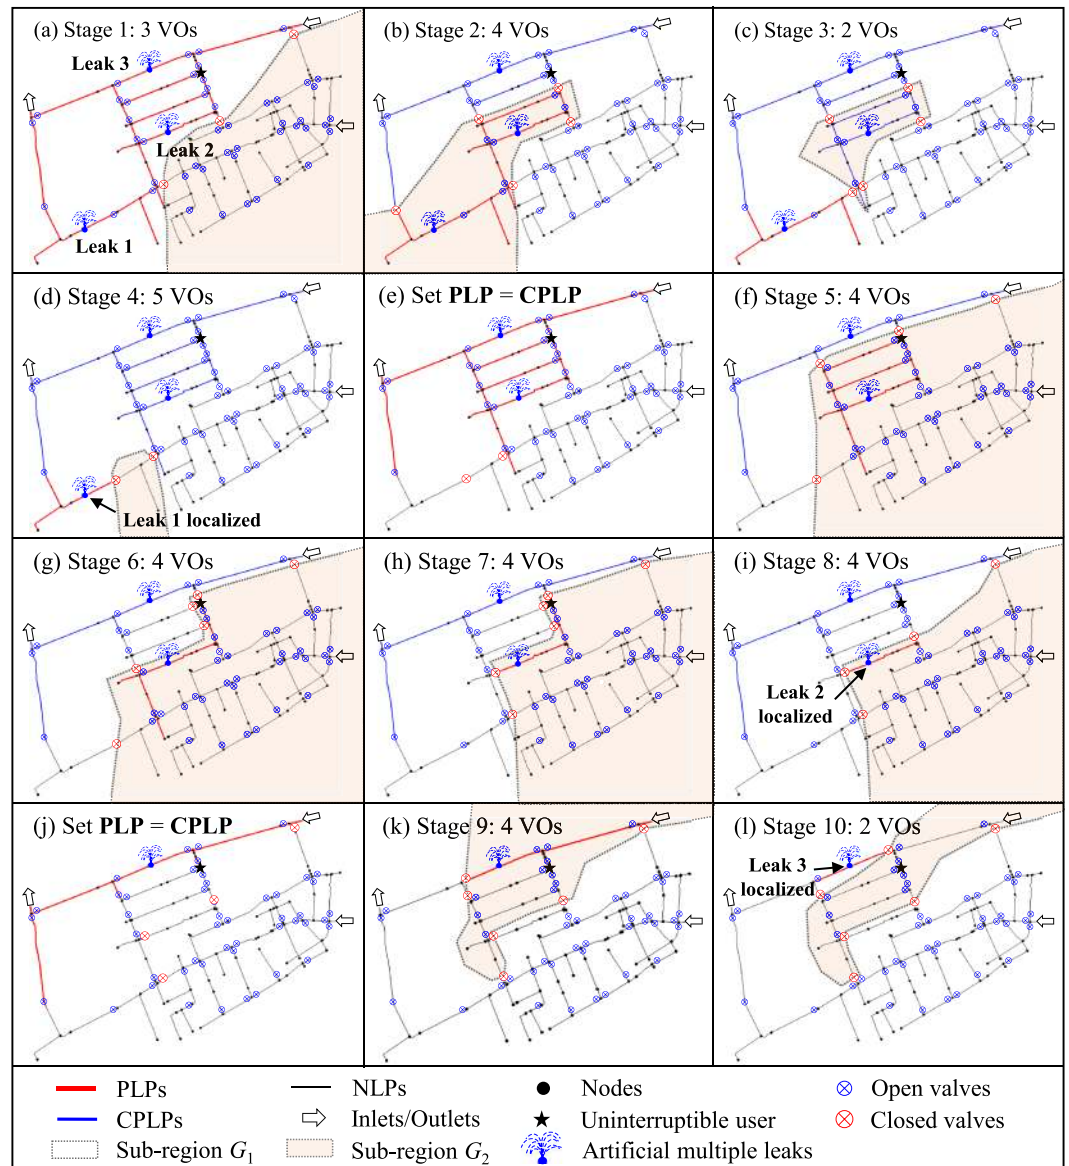 (a) Stage 1: 3 VOs
Leak 3
Leak 2
Leak 1
(b) Stage 2: 4 VOs
(c) Stage 3: 2 VOs
(d) Stage 4: 5 VOs
Leak 1 localized
(e) Set PLP = CPLP
(f) Stage 5: 4 VOs
(g) Stage 6: 4 VOs
(h) Stage 7: 4 VOs
(i) Stage 8: 4 VOs
Leak 2
localized
(j) Set PLP = CPLP
(k) Stage 9: 4 VOs
(l) Stage 10: 2 VOs
Leak 3
localized
PLPs
NLPs
Nodes
Open valves
CPLPs
Inlets/Outlets
Uninterruptible user
Closed valves
Sub-region G1
Sub-region G2
Artificial multiple leaks